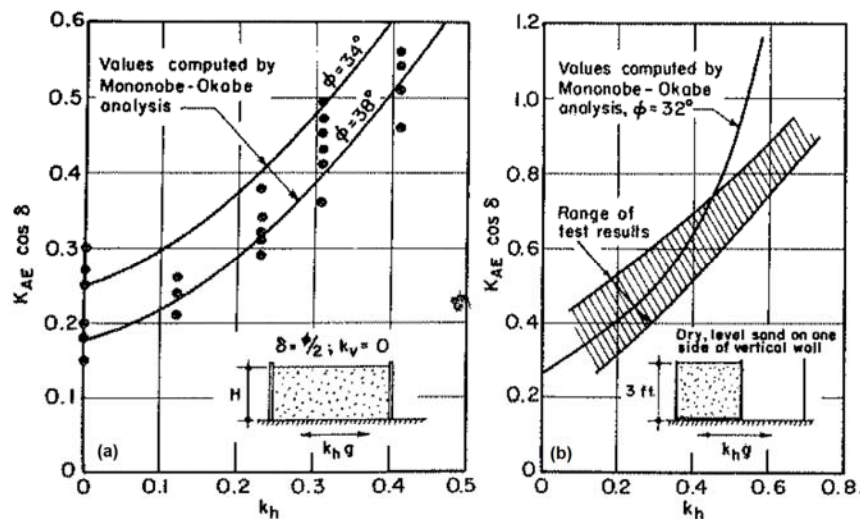 0.6
0.5
0.4
0.3
0.2
0.1
0
K_AE cos δ
Values computed by
Mononobe-Okabe
analysis
ϕ = 34°
ϕ = 38°
δ = ϕ/2 ; k_v = 0
H
k_h g
(a)
0 0.1 0.2 0.3 0.4 0.5
k_h
1.2
1.0
0.8
0.6
0.4
0.2
0
K_AE cos δ
Values computed by
Mononobe-Okabe
analysis, ϕ = 32°
Range of
test results
Dry, level sand on one
side of vertical wall
3 ft.
k_h g
(b)
0 0.2 0.4 0.6 0.8
k_h